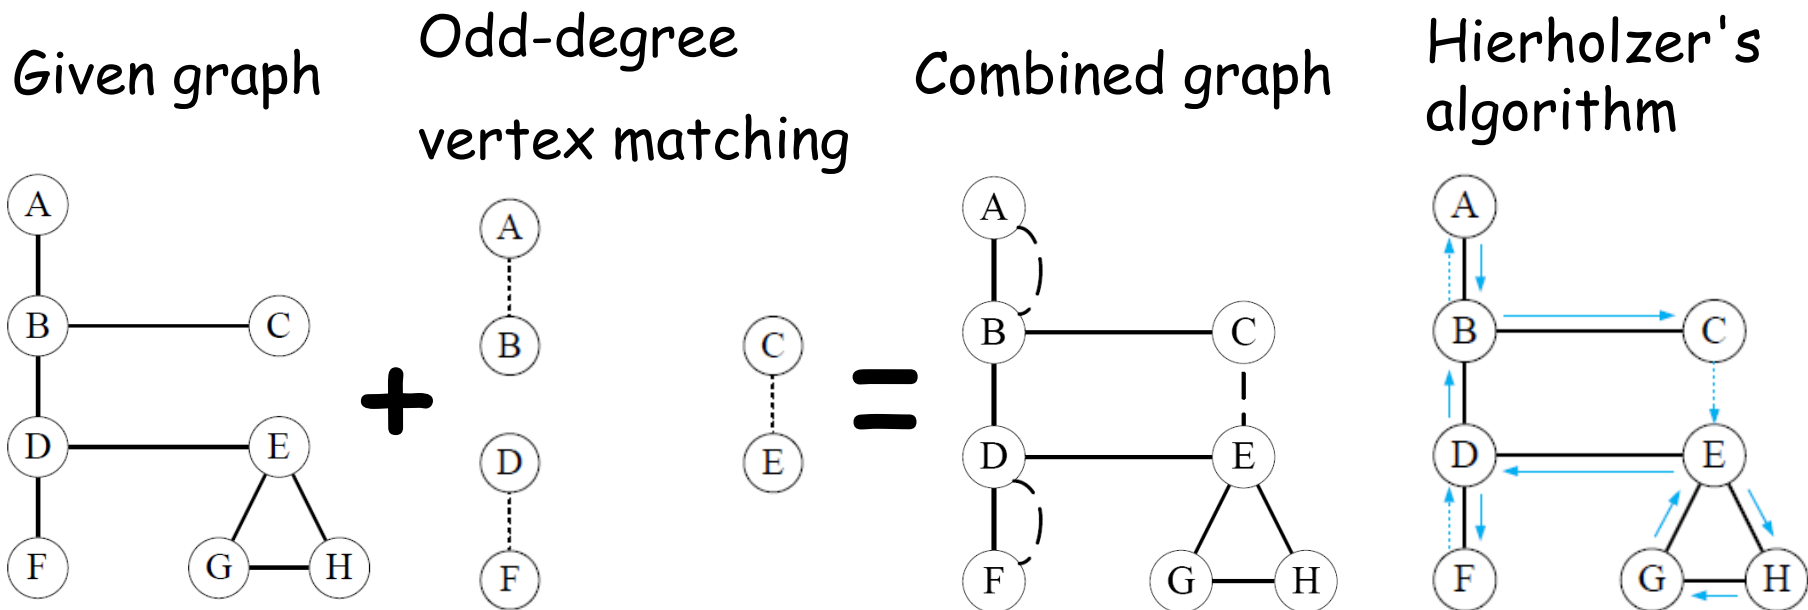 Given graph
Odd-degree
vertex matching
Combined graph
Hierholzer's
algorithm
A
B
C
D
E
F
G
H
+
A
B
C
D
E
F
=
A
B
C
D
E
F
G
H
A
B
C
D
E
F
G
H